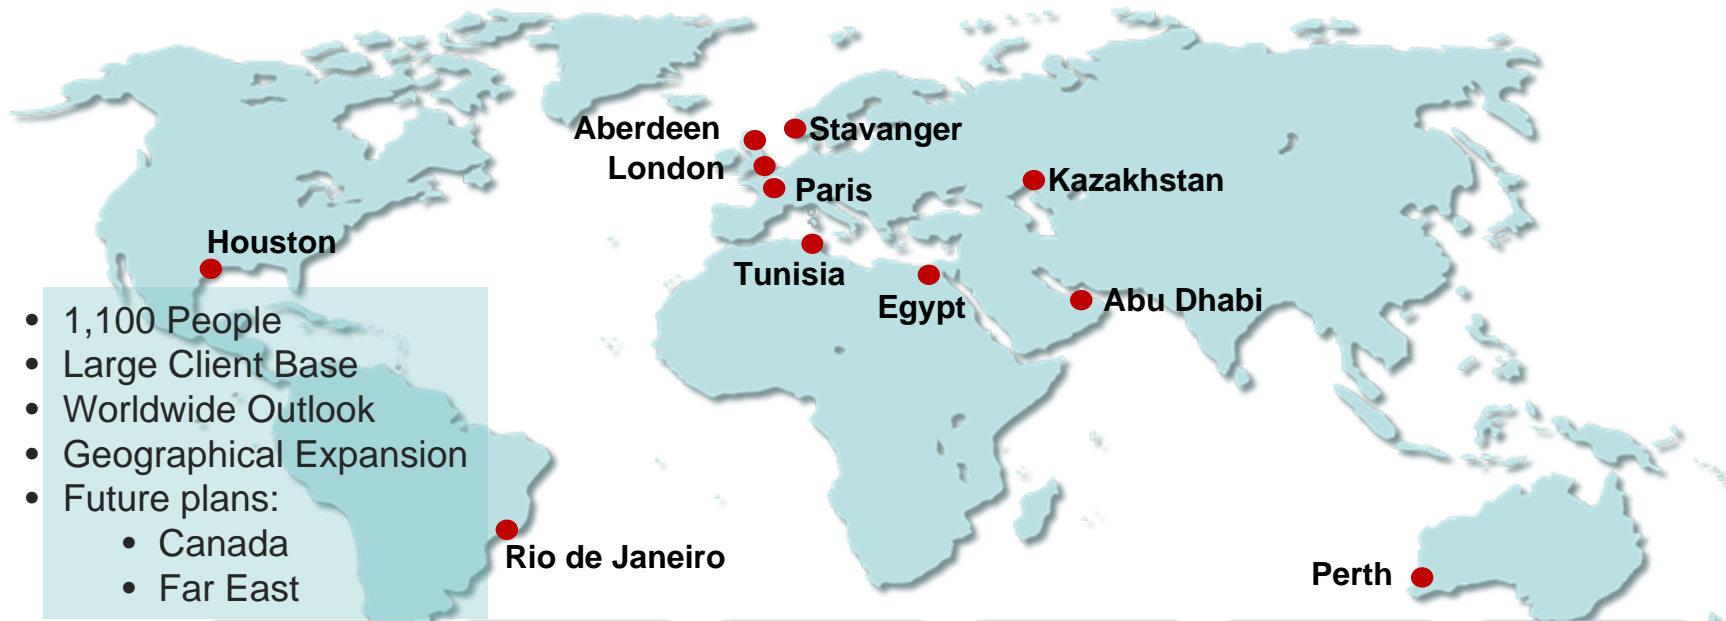 Aberdeen
Stavanger
London
Paris
Kazakhstan
Houston
Tunisia
Egypt
Abu Dhabi
• 1,100 People
• Large Client Base
• Worldwide Outlook
• Geographical Expansion
• Future plans:
• Canada
• Far East
Rio de Janeiro
Perth